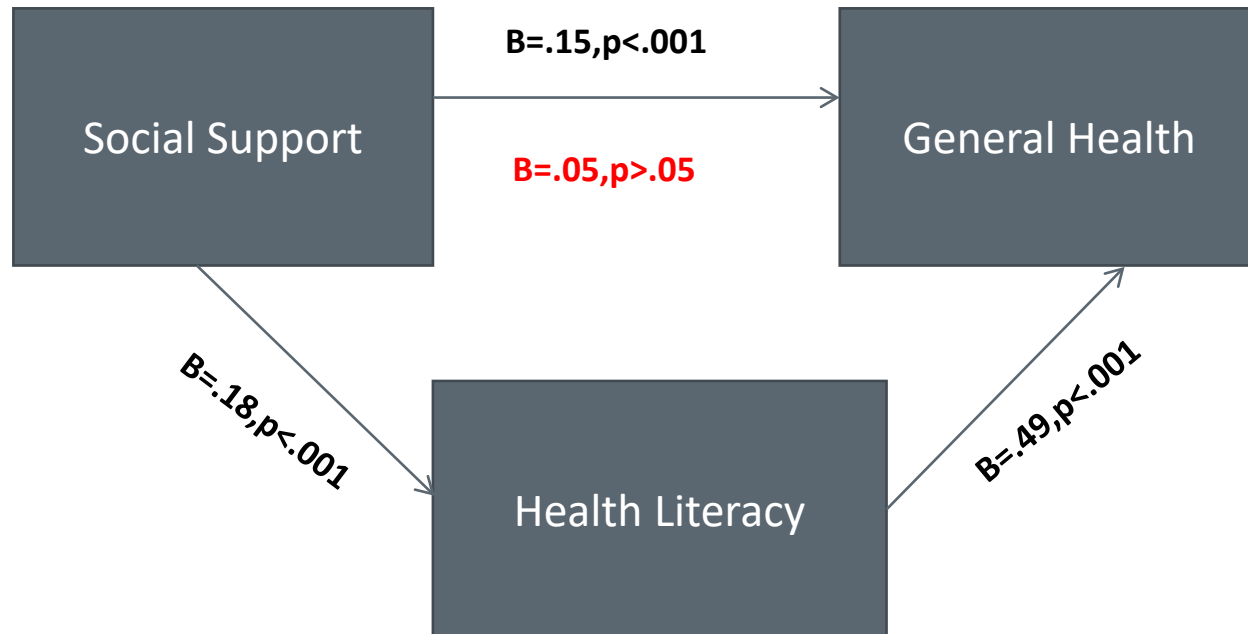 B=.15,p<.001
Social Support
General Health
B=.05,p>.05
B=.18,p<.001
B=.49,p<.001
Health Literacy